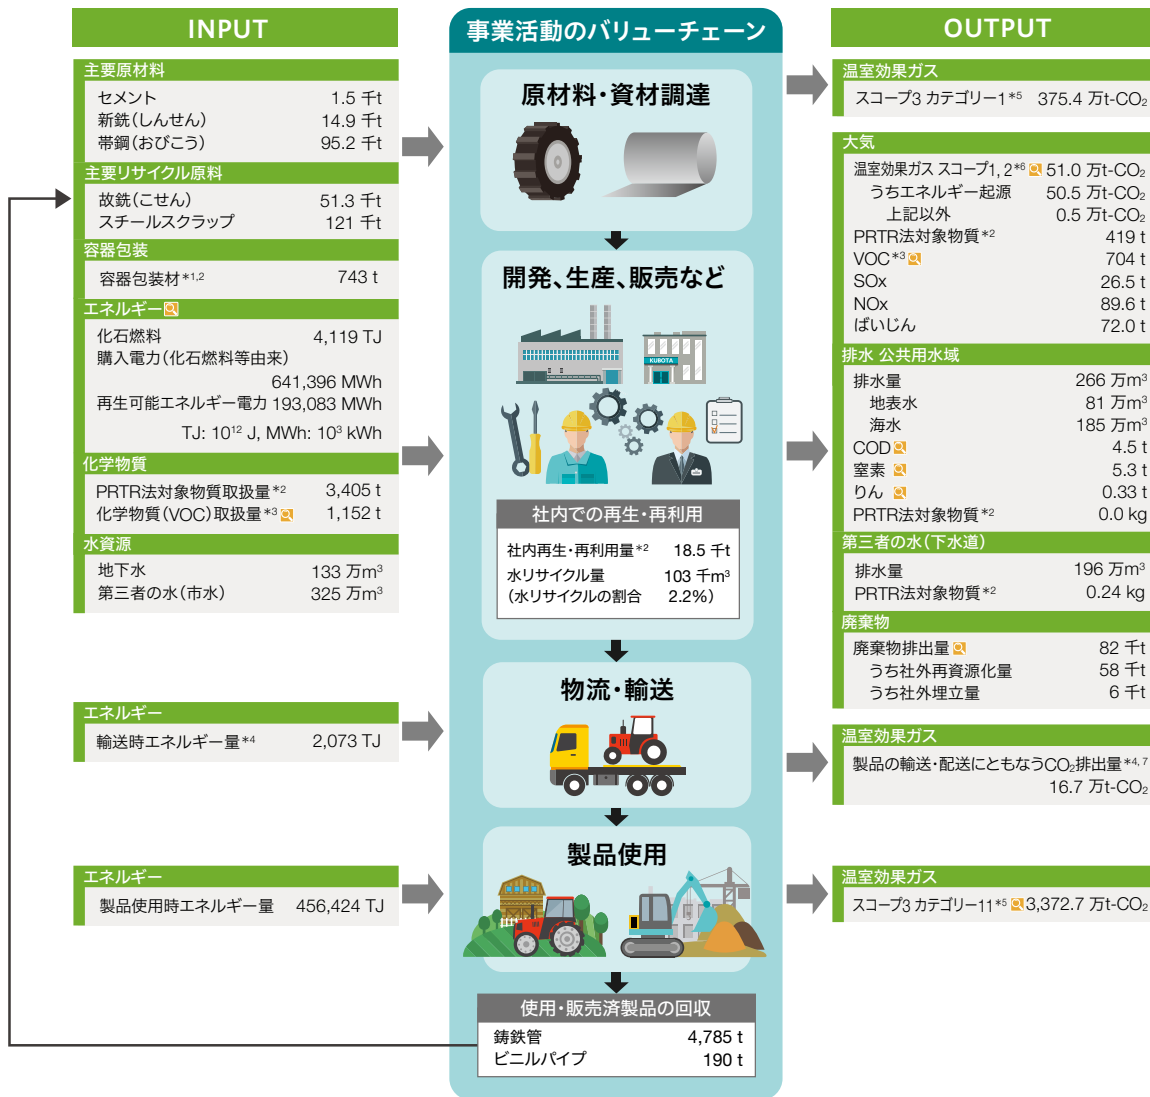 INPUT
主要原材料
セメント 1.5 千t
新銑(しんせん) 14.9 千t
帯鋼(おびこう) 95.2 千t
主要リサイクル原料
故銑(こせん) 51.3 千t
スチールスクラップ 121 千t
容器包装
容器包装材*1,2 743 t
エネルギー
化石燃料 4,119 TJ
購入電力(化石燃料等由来)
641,396 MWh
再生可能エネルギー電力 193,083 MWh
TJ: 10¹² J, MWh: 10³ kWh
化学物質
PRTR法対象物質取扱量*2 3,405 t
化学物質(VOC)取扱量*3 1,152 t
水資源
地下水 133 万m³
第三者の水(市水) 325 万m³
エネルギー
輸送時エネルギー量*4 2,073 TJ
エネルギー
製品使用時エネルギー量 456,424 TJ
事業活動のバリューチェーン
原材料・資材調達
開発、生産、販売など
KUBOTA
社内での再生・再利用
社内再生・再利用量*2 18.5 千t
水リサイクル量 103 千m³
(水リサイクルの割合 2.2%)
物流・輸送
製品使用
使用・販売済製品の回収
鋳鉄管 4,785 t
ビニルパイプ 190 t
OUTPUT
温室効果ガス
スコープ3 カテゴリー1*5 375.4 万t-CO₂
大気
温室効果ガス スコープ1, 2*6 51.0 万t-CO₂
うちエネルギー起源 50.5 万t-CO₂
上記以外 0.5 万t-CO₂
PRTR法対象物質*2 419 t
VOC*3 704 t
SOx 26.5 t
NOx 89.6 t
ばいじん 72.0 t
排水 公共用水域
排水量 266 万m³
地表水 81 万m³
海水 185 万m³
COD 4.5 t
窒素 5.3 t
りん 0.33 t
PRTR法対象物質*2 0.0 kg
第三者の水(下水道)
排水量 196 万m³
PRTR法対象物質*2 0.24 kg
廃棄物
廃棄物排出量 82 千t
うち社外再資源化量 58 千t
うち社外埋立量 6 千t
温室効果ガス
製品の輸送・配送にともなうCO₂排出量*4, 7
16.7 万t-CO₂
温室効果ガス
スコープ3 カテゴリー11*5 3,372.7 万t-CO₂